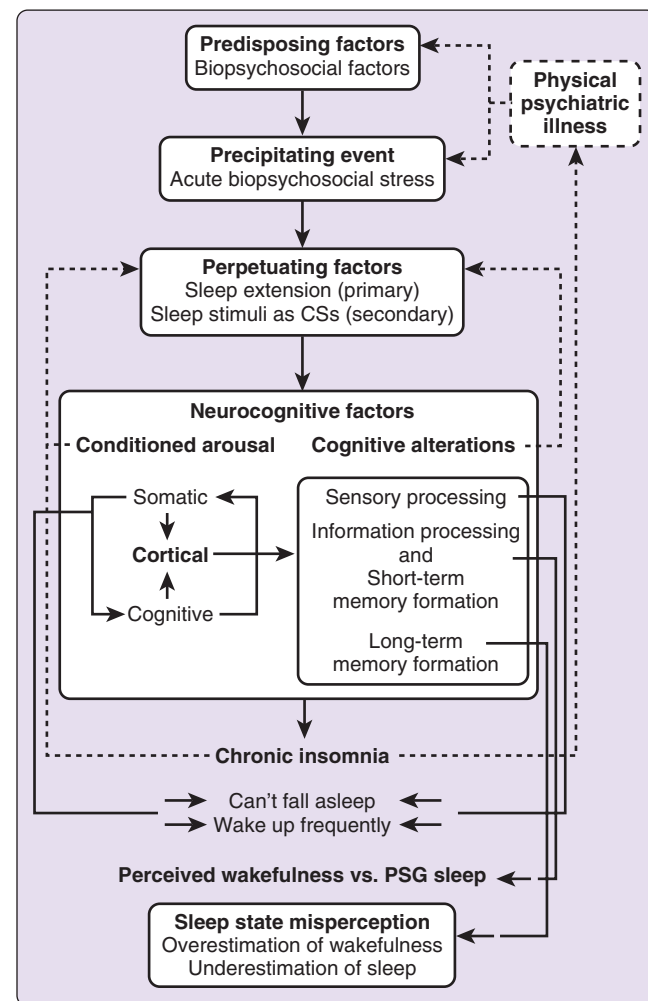 Predisposing factors
Biopsychosocial factors
Physical
psychiatric
illness
Precipitating event
Acute biopsychosocial stress
Perpetuating factors
Sleep extension (primary)
Sleep stimuli as CSs (secondary)
Neurocognitive factors
Conditioned arousal
Cognitive alterations
Somatic
Cortical
Cognitive
Sensory processing
Information processing
and
Short-term
memory formation
Long-term
memory formation
Chronic insomnia
Can't fall asleep
Wake up frequently
Perceived wakefulness vs. PSG sleep
Sleep state misperception
Overestimation of wakefulness
Underestimation of sleep